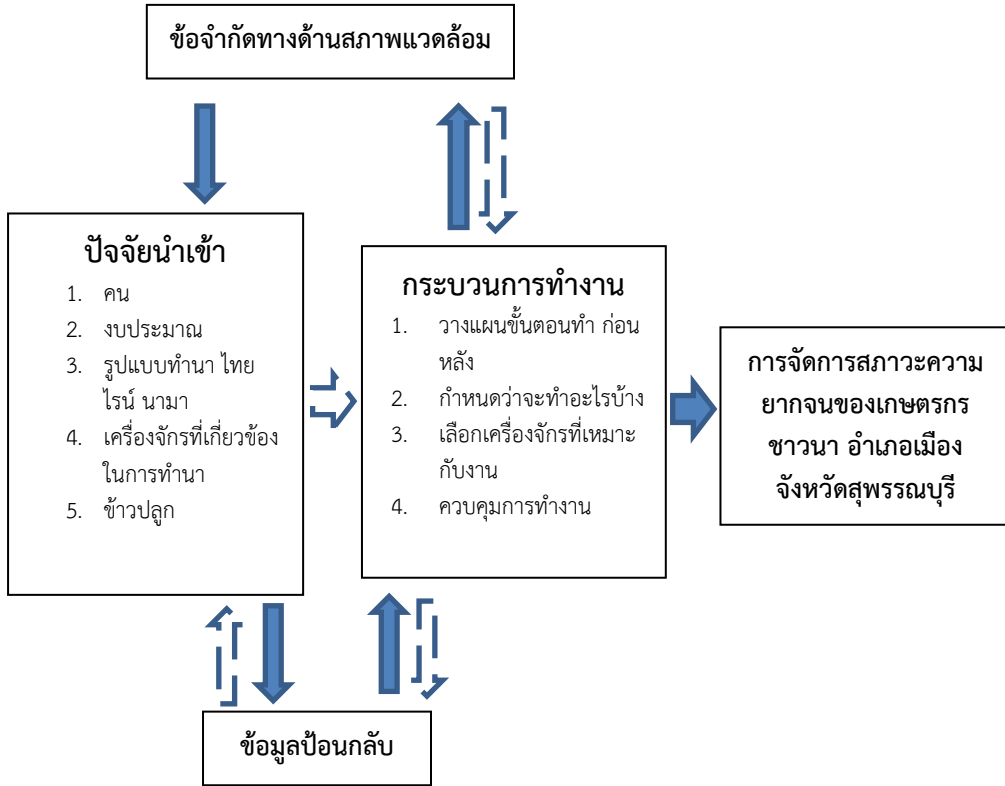 ข้อจำกัดทางด้านสภาพแวดล้อม
ปัจจัยนำเข้า
1. คน
2. งบประมาณ
3. รูปแบบทำนา ไทย
ไรน์ นามา
4. เครื่องจักรที่เกี่ยวข้อง
ในการทำนา
5. ข้าวปลูก
กระบวนการทำงาน
1. วางแผนขั้นตอนทำ ก่อน
หลัง
2. กำหนดว่าจะทำอะไรบ้าง
3. เลือกเครื่องจักรที่เหมาะ
กับงาน
4. ควบคุมการทำงาน
การจัดการสภาวะความ
ยากจนของเกษตรกร
ชาวนา อำเภอเมือง
จังหวัดสุพรรณบุรี
ข้อมูลป้อนกลับ